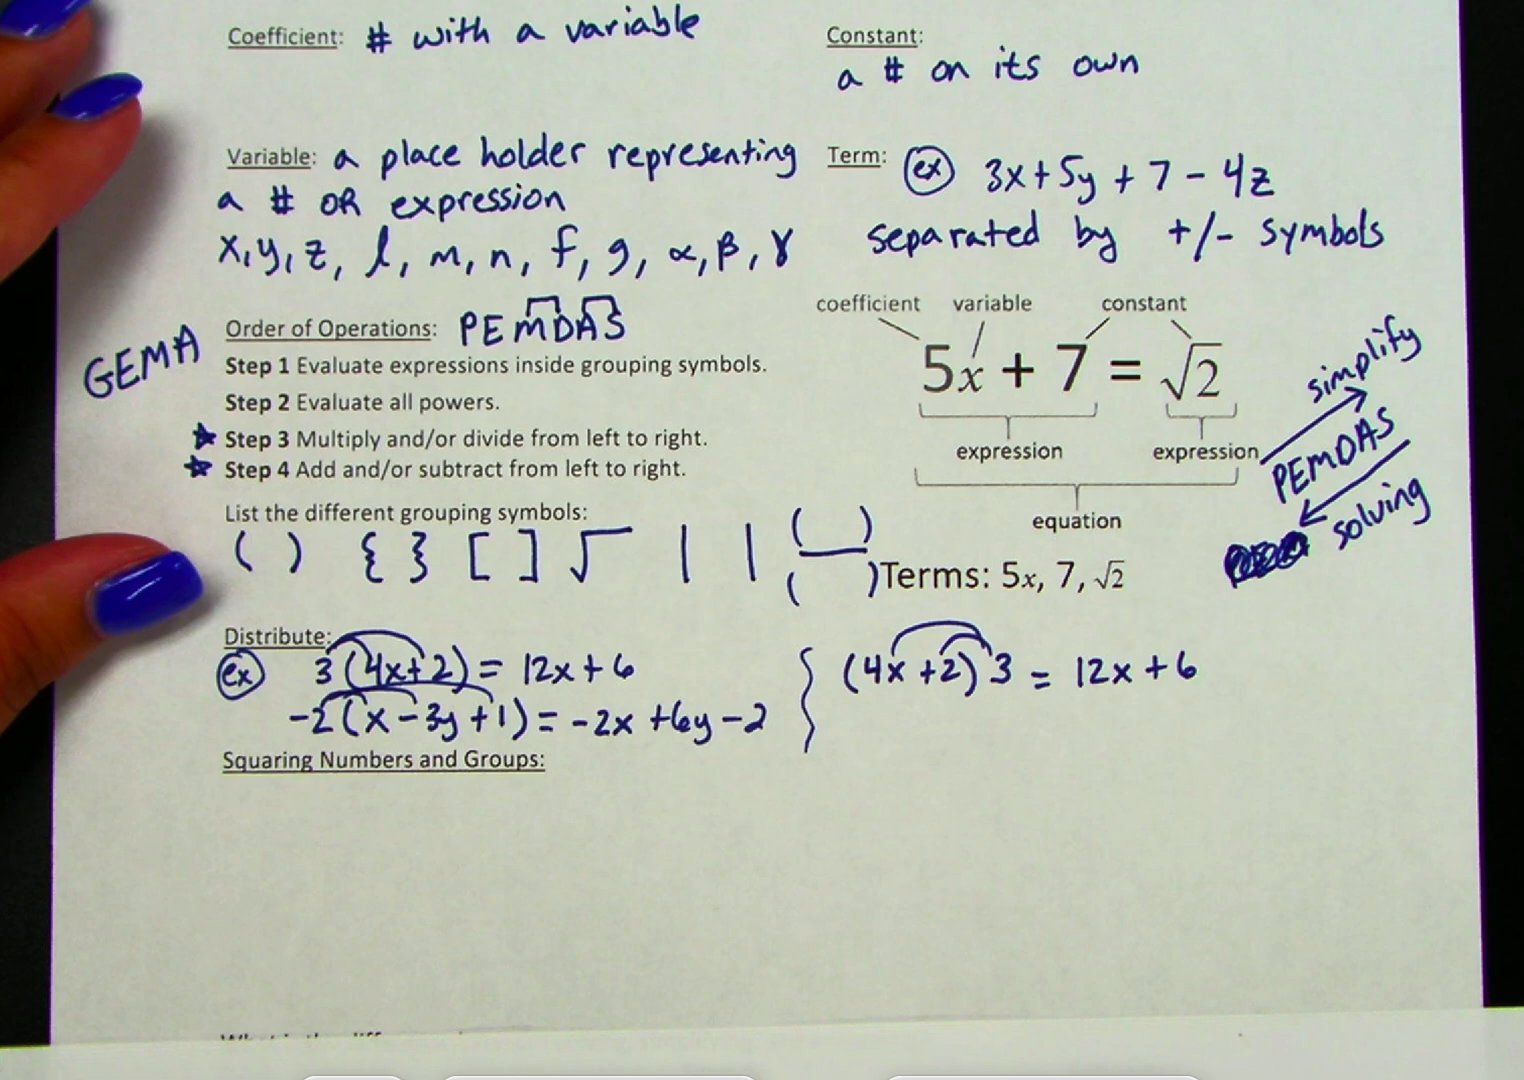 Coefficient: # with a variable
Constant:
a # on its own
Variable: a place holder representing
a # OR expression
x, y, z, l, m, n, f, g, α, β, γ
Term: ex 3x + 5y + 7 - 4z
separated by +/- symbols
GEMA
Order of Operations: PEMDAS
Step 1 Evaluate expressions inside grouping symbols.
Step 2 Evaluate all powers.
★ Step 3 Multiply and/or divide from left to right.
★ Step 4 Add and/or subtract from left to right.
coefficient variable constant
5x + 7 = √2
expression expression
equation
Terms: 5x, 7, √2
simplify
PEMDAS
solving
List the different grouping symbols:
( ) { } [ ] √ | | ( ) ( )
Distribute:
ex 3(4x+2) = 12x + 6
-2(x - 3y + 1) = -2x + 6y - 2
(4x + 2)3 = 12x + 6
Squaring Numbers and Groups: